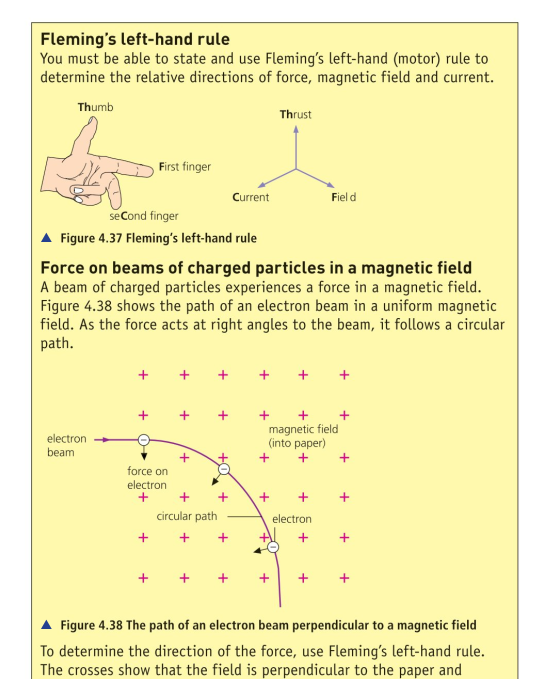 Fleming's left-hand rule
You must be able to state and use Fleming's left-hand (motor) rule to
determine the relative directions of force, magnetic field and current.
Thumb
First finger
seCond finger
Thrust
Current
Fiel d
▲ Figure 4.37 Fleming's left-hand rule
Force on beams of charged particles in a magnetic field
A beam of charged particles experiences a force in a magnetic field.
Figure 4.38 shows the path of an electron beam in a uniform magnetic
field. As the force acts at right angles to the beam, it follows a circular
path.
magnetic field
(into paper)
electron
beam
force on
electron
circular path
electron
▲ Figure 4.38 The path of an electron beam perpendicular to a magnetic field
To determine the direction of the force, use Fleming's left-hand rule.
The crosses show that the field is perpendicular to the paper and